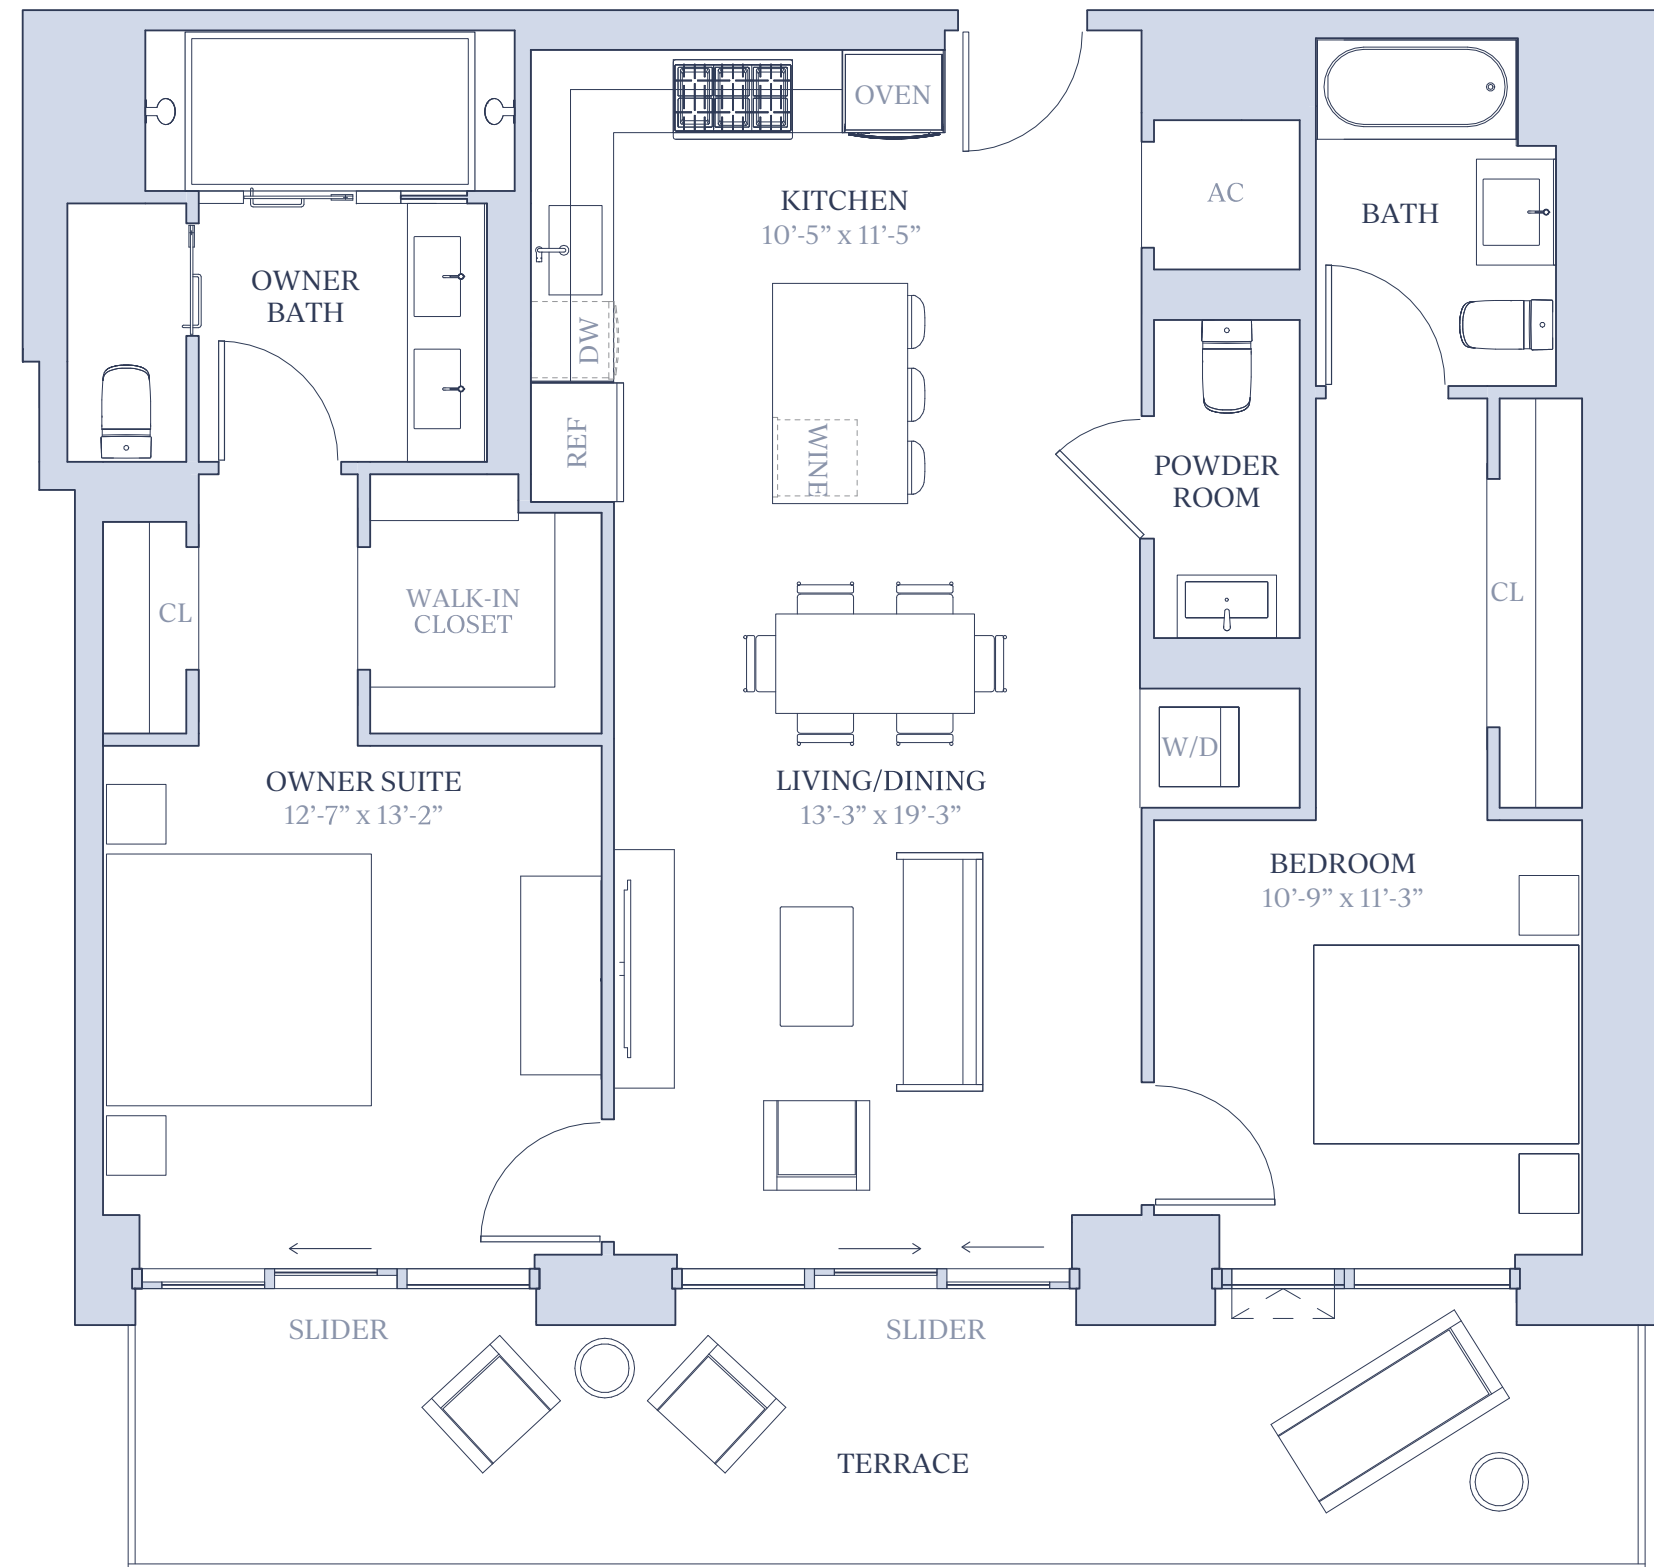 OVEN
KITCHEN
10’-5” x 11’-5”
AC
BATH
OWNER
BATH
DW
REF
WINE
POWDER
ROOM
CL
WALK-IN
CLOSET
CL
W/D
OWNER SUITE
12’-7” x 13’-2”
LIVING/DINING
13’-3” x 19’-3”
BEDROOM
10’-9” x 11’-3”
SLIDER
SLIDER
TERRACE